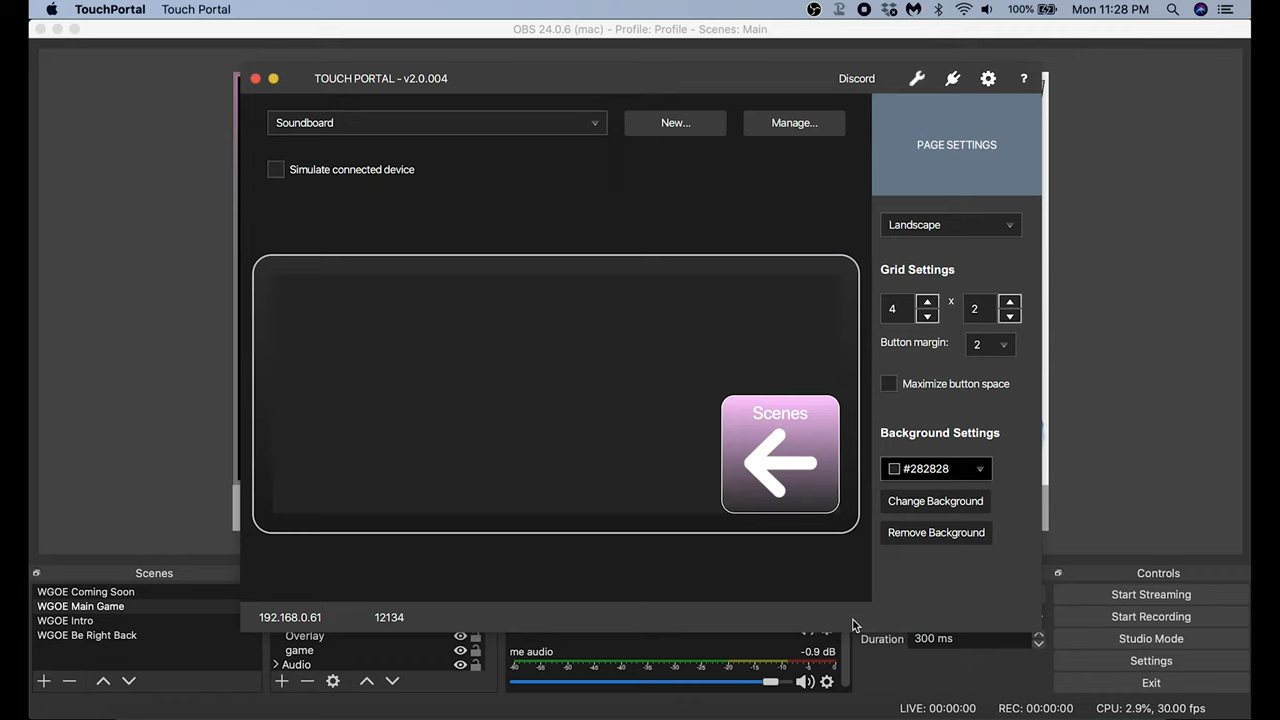 TouchPortal Touch Portal 100% Mon 11:28 PM
OBS 24.0.6 (mac) - Profile: Profile - Scenes: Main
TOUCH PORTAL - v2.0.004 Discord ?
Soundboard New... Manage...
PAGE SETTINGS
Simulate connected device
Landscape
Grid Settings
4 x 2
Button margin: 2
Maximize button space
Scenes
Background Settings
#282828
Change Background
Remove Background
192.168.0.61 12134
Scenes
WGOE Coming Soon
WGOE Main Game
WGOE Intro
WGOE Be Right Back
Overlay
game
Audio
me audio -0.9 dB
Duration 300 ms
Controls
Start Streaming
Start Recording
Studio Mode
Settings
Exit
LIVE: 00:00:00 REC: 00:00:00 CPU: 2.9%, 30.00 fps